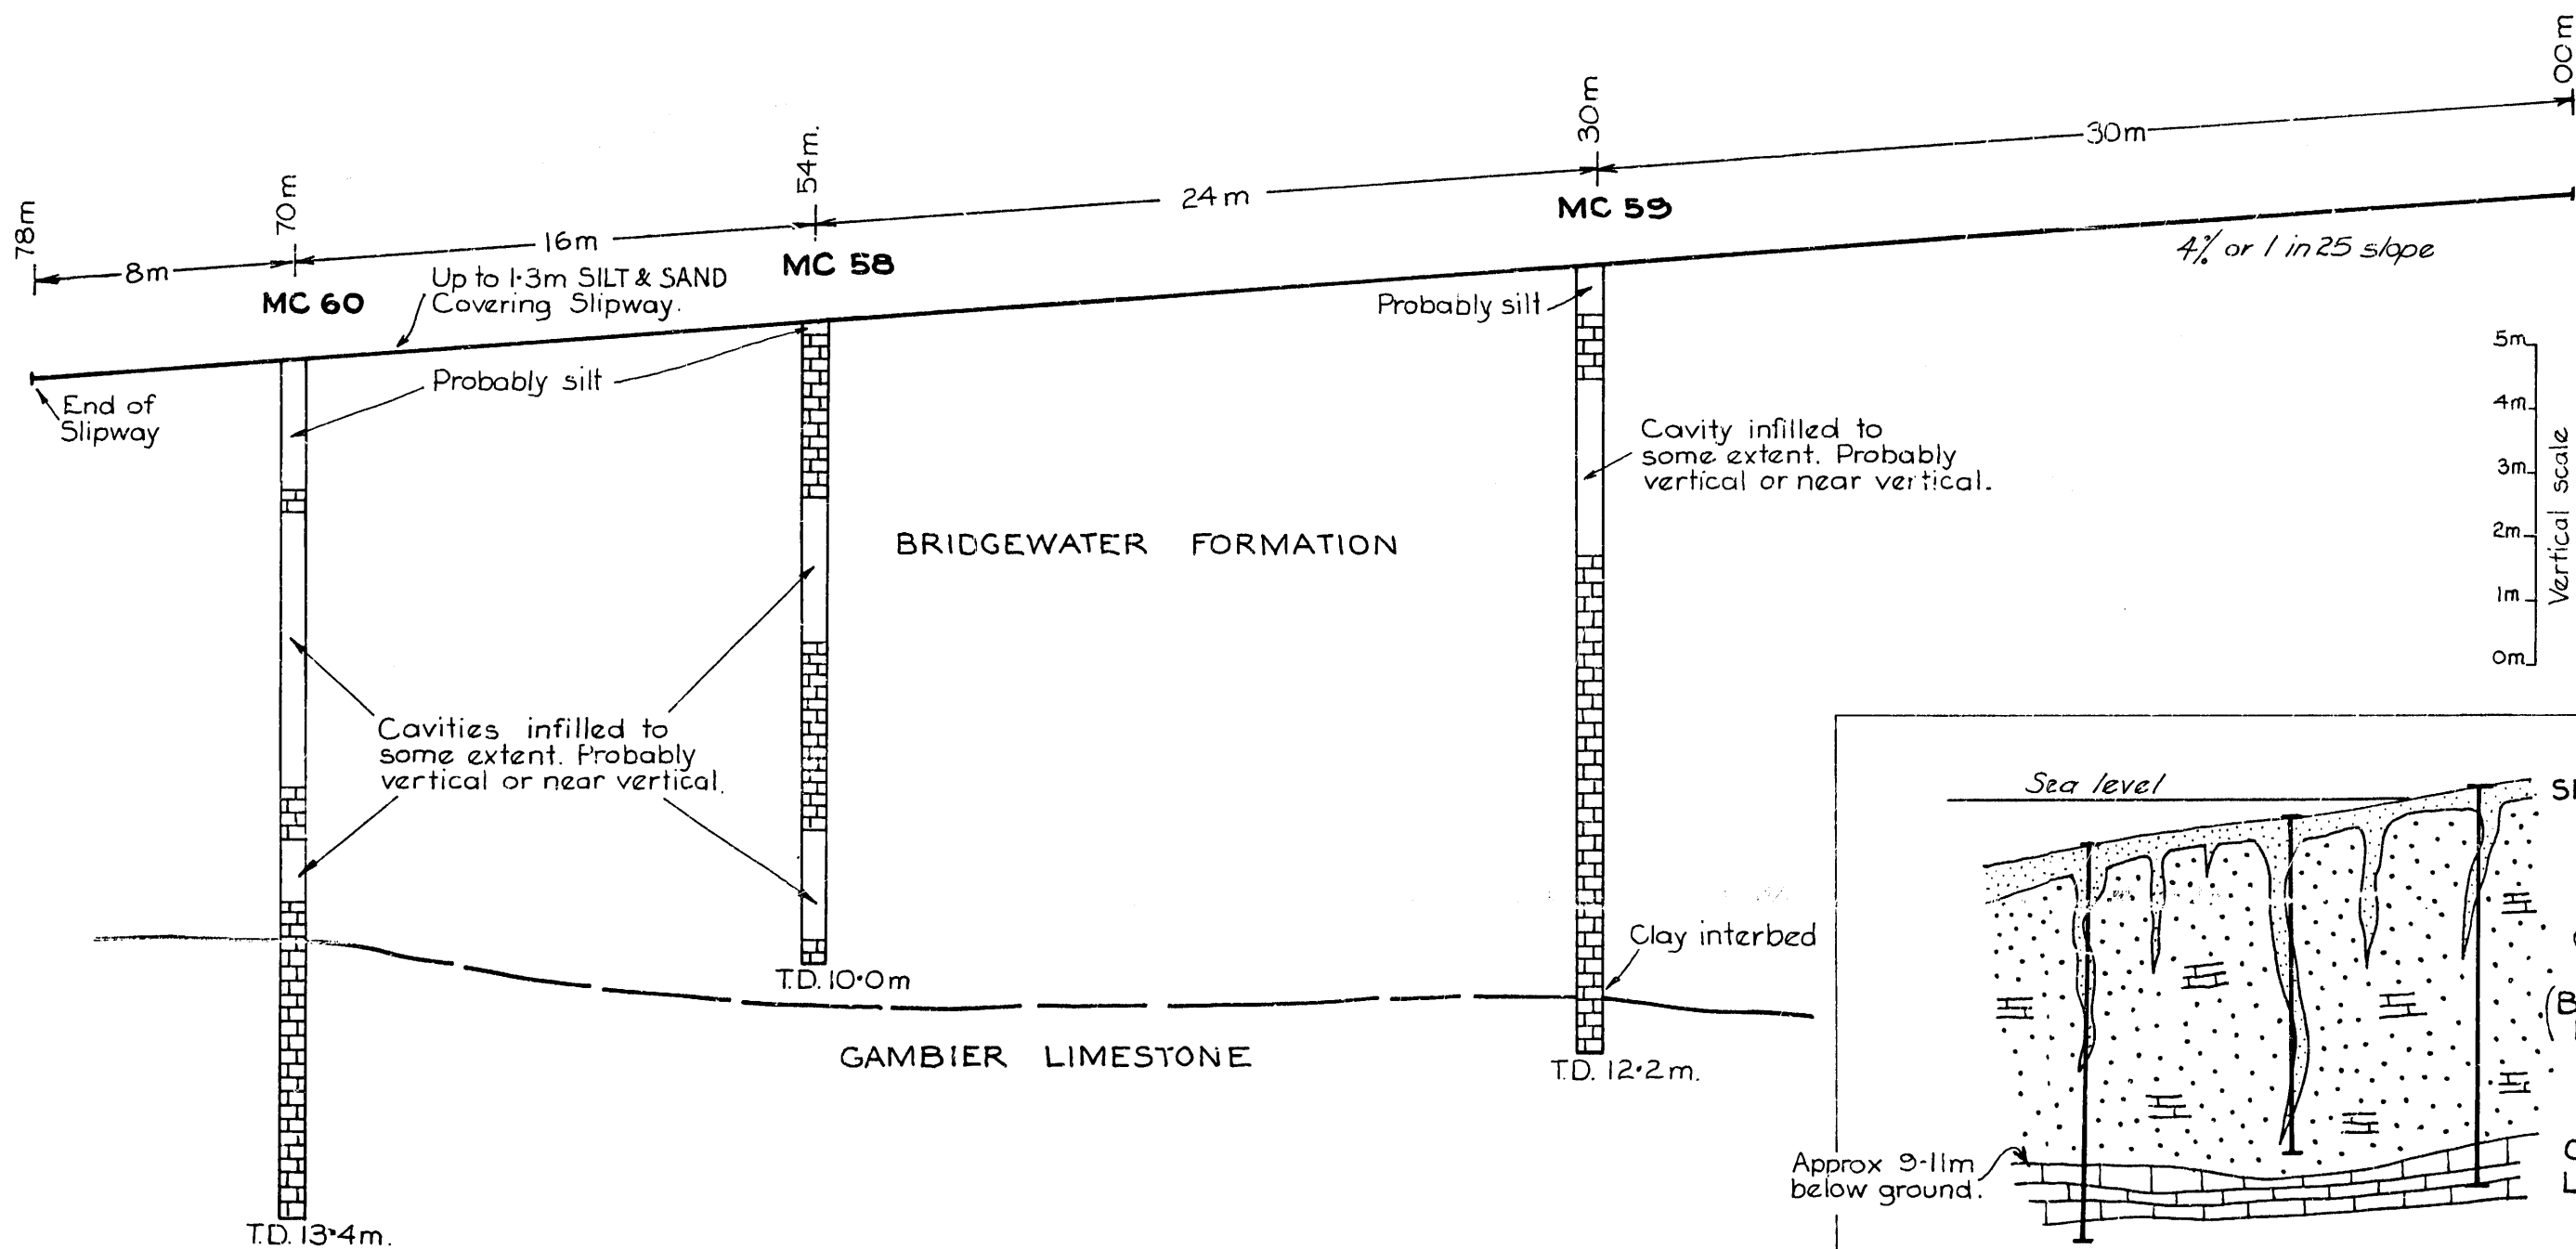 00m
30m
30m
54m.
24m
70m
16m
78m
8m
MC 59
MC 58
MC 60
4% or 1 in 25 slope
Up to 1·3m SILT & SAND
Covering Slipway.
Probably silt
Probably silt
End of
Slipway
5m
4m
3m
2m
1m
0m
Vertical scale
Cavity infilled to
some extent. Probably
vertical or near vertical.
BRIDGEWATER FORMATION
Cavities infilled to
some extent. Probably
vertical or near vertical.
Clay interbed
T.D. 10·0m
GAMBIER LIMESTONE
T.D. 12·2m.
T.D. 13·4m.
Sea level
Approx 9-11m
below ground.